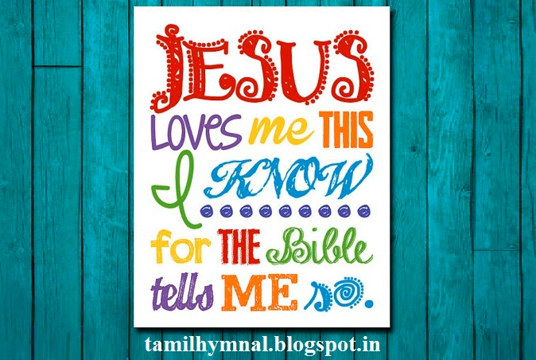 JESUS
LOVES me THIS
I KNOW
for THE Bible
tells ME so.
tamilhymnal.blogspot.in